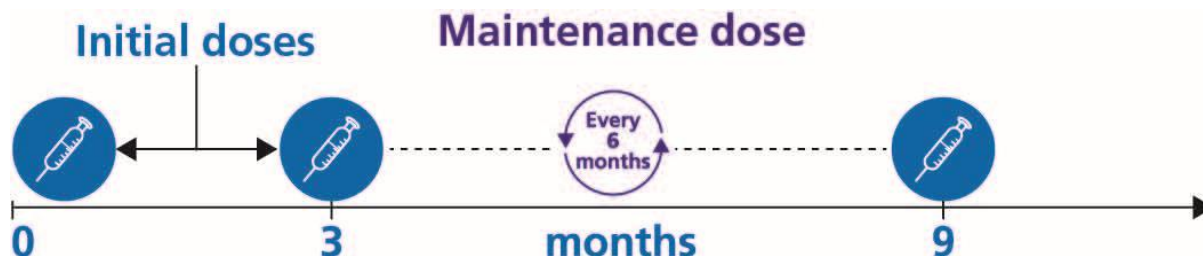 Initial doses
Maintenance dose
Every
6
months
0
3
months
9